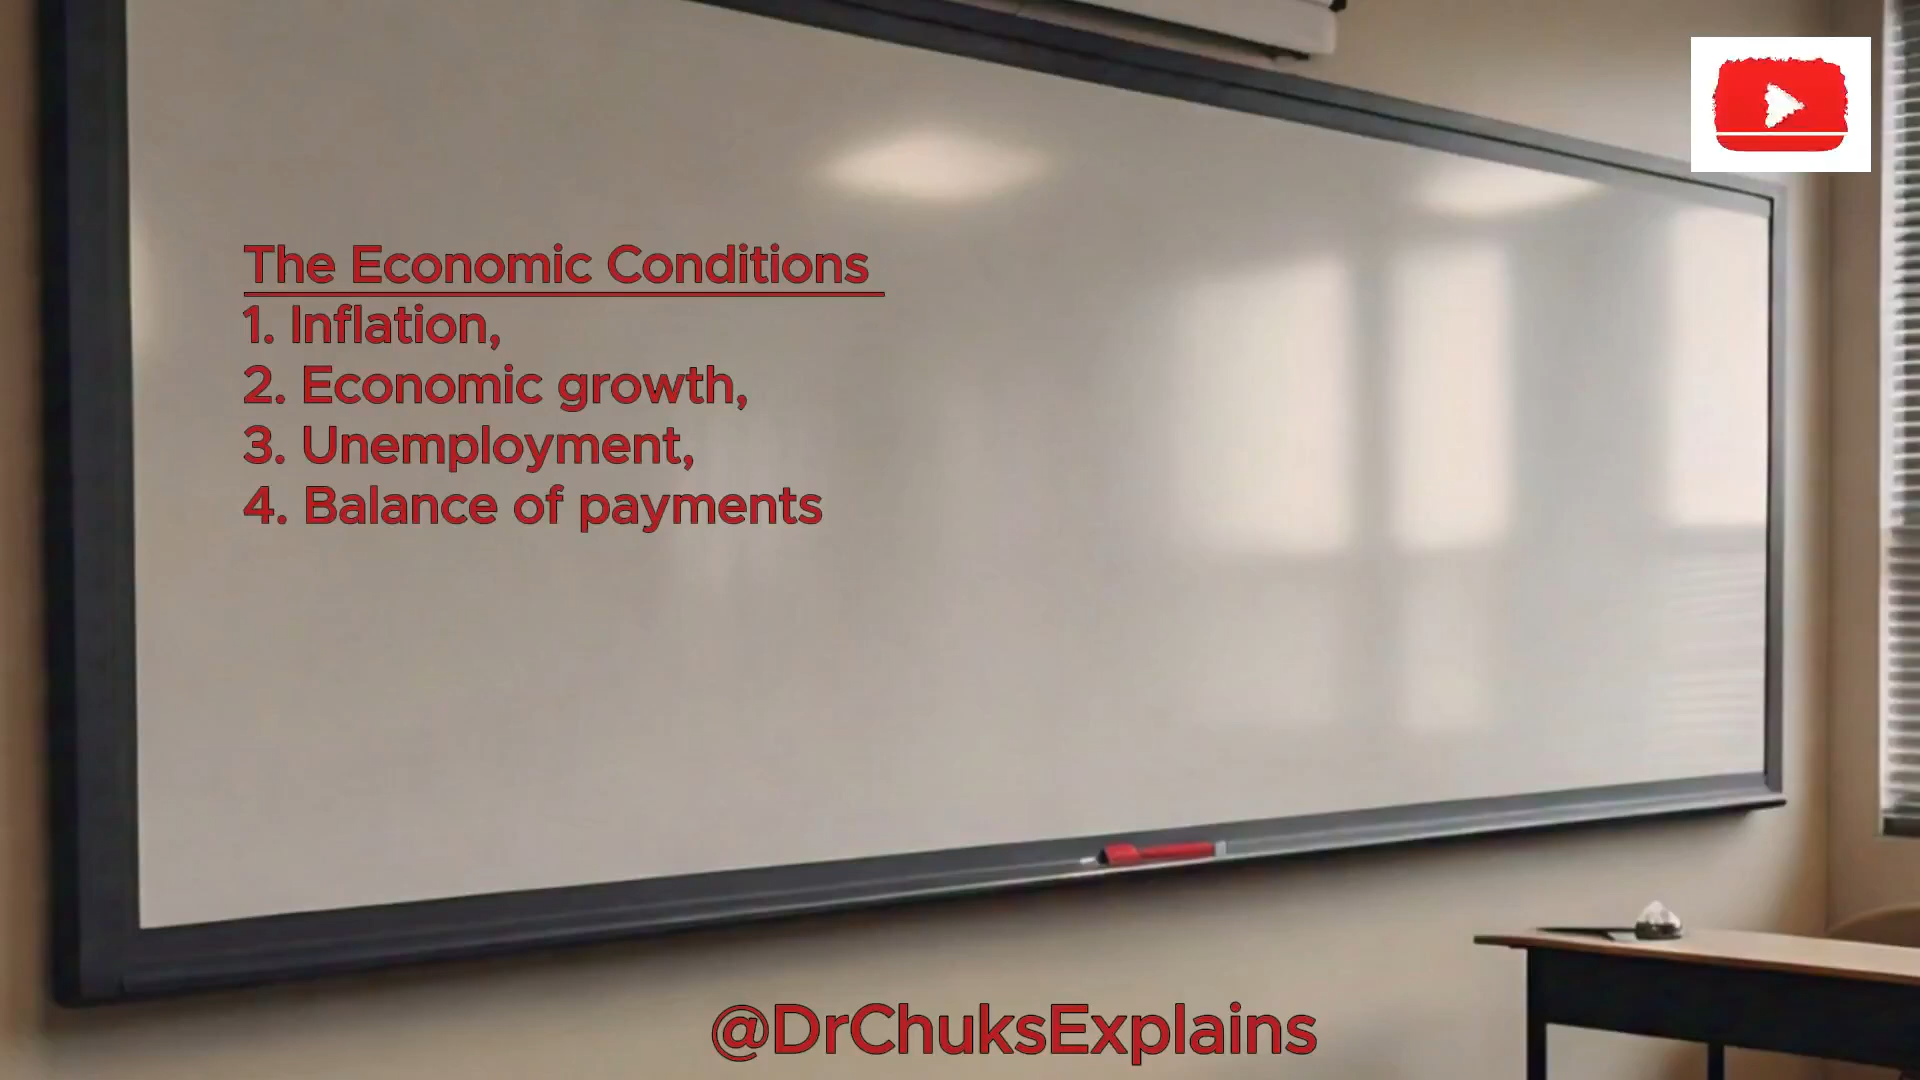 The Economic Conditions
1. Inflation,
2. Economic growth,
3. Unemployment,
4. Balance of payments
@DrChuksExplains